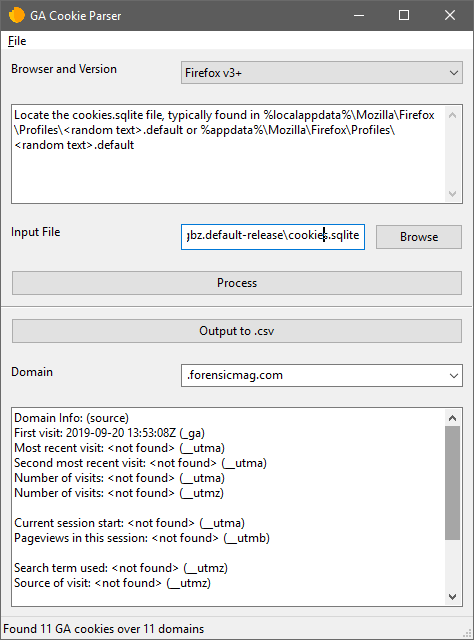 GA Cookie Parser
File
Browser and Version
Firefox v3+
Locate the cookies.sqlite file, typically found in %localappdata%\Mozilla\Firefox
\Profiles\<random text>.default or %appdata%\Mozilla\Firefox\Profiles\
<random text>.default
Input File
bz.default-release\cookies.sqlite
Browse
Process
Output to .csv
Domain
.forensicmag.com
Domain Info: (source)
First visit: 2019-09-20 13:53:08Z (_ga)
Most recent visit: <not found> (__utma)
Second most recent visit: <not found> (__utma)
Number of visits: <not found> (__utma)
Number of visits: <not found> (__utmz)
Current session start: <not found> (__utma)
Pageviews in this session: <not found> (__utmb)
Search term used: <not found> (__utmz)
Source of visit: <not found> (__utmz)
Found 11 GA cookies over 11 domains